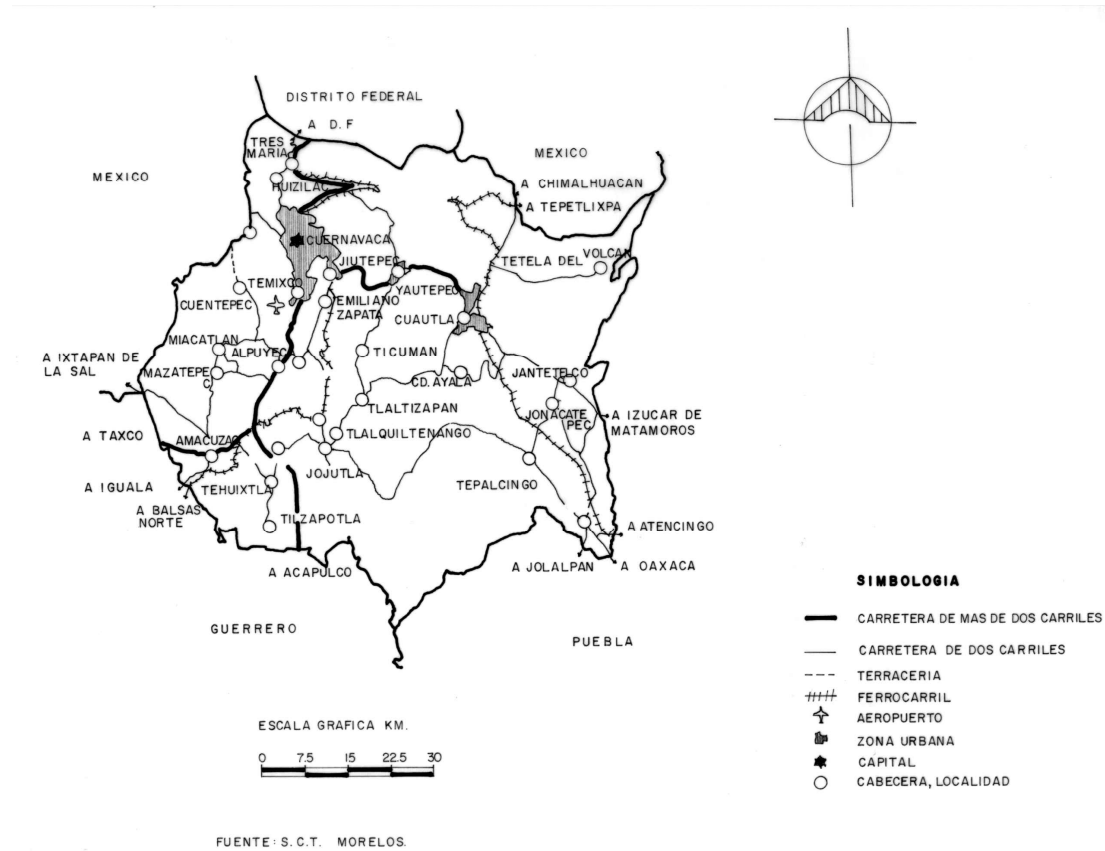 DISTRITO FEDERAL
A D.F
TRES
MARIA
MEXICO
MEXICO
HUIZILAC
A CHIMALHUACAN
A TEPETLIXPA
CUERNAVACA
JIUTEPEC
TETELA DEL VOLCAN
TEMIXCO
YAUTEPEC
CUENTEPEC
EMILIANO
ZAPATA
CUAUTLA
MIACATLAN
ALPUYECA
TICUMAN
A IXTAPAN DE
LA SAL
MAZATEPE
C
CD. AYALA
JANTETELCO
TLALTIZAPAN
JONACATE
PEC
A IZUCAR DE
MATAMOROS
A TAXCO
AMACUZAC
TLALQUILTENANGO
JOJUTLA
A IGUALA
TEHUIXTLA
TEPALCINGO
A BALSAS
NORTE
TILZAPOTLA
A ATENCINGO
A ACAPULCO
A JOLALPAN
A OAXACA
GUERRERO
PUEBLA
SIMBOLOGIA
CARRETERA DE MAS DE DOS CARRILES
CARRETERA DE DOS CARRILES
TERRACERIA
FERROCARRIL
AEROPUERTO
ZONA URBANA
CAPITAL
CABECERA, LOCALIDAD
ESCALA GRAFICA KM.
0 7.5 15 22.5 30
FUENTE: S.C.T. MORELOS.